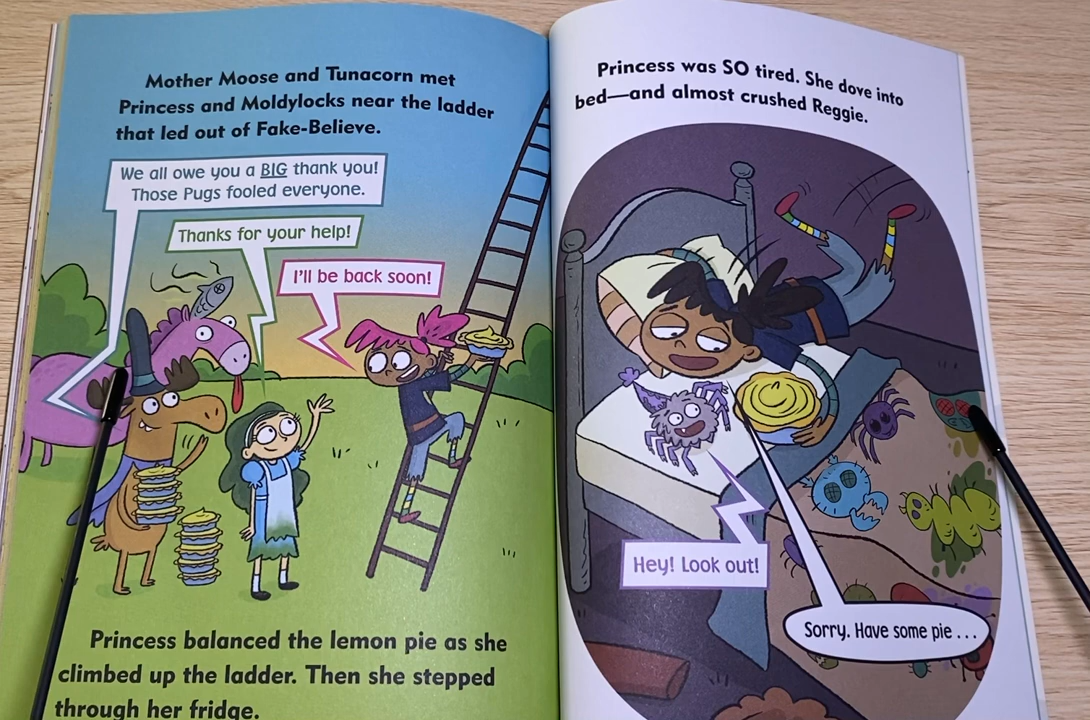 Mother Moose and Tunacorn met
Princess and Moldylocks near the ladder
that led out of Fake-Believe.
We all owe you a BIG thank you!
Those Pugs fooled everyone.
Thanks for your help!
I'll be back soon!
Princess balanced the lemon pie as she
climbed up the ladder. Then she stepped
through her fridge.
Princess was SO tired. She dove into
bed—and almost crushed Reggie.
Hey! Look out!
Sorry. Have some pie . . .